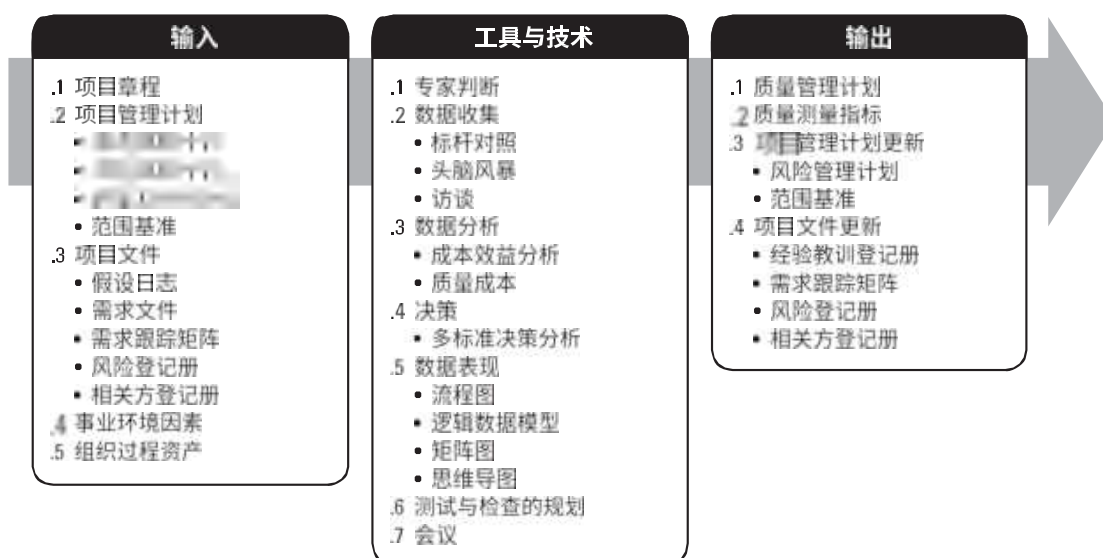 输入
.1 项目章程
.2 项目管理计划
• 范围基准
.3 项目文件
• 假设日志
• 需求文件
• 需求跟踪矩阵
• 风险登记册
• 相关方登记册
.4 事业环境因素
.5 组织过程资产
工具与技术
.1 专家判断
.2 数据收集
• 标杆对照
• 头脑风暴
• 访谈
.3 数据分析
• 成本效益分析
• 质量成本
.4 决策
• 多标准决策分析
.5 数据表现
• 流程图
• 逻辑数据模型
• 矩阵图
• 思维导图
.6 测试与检查的规划
.7 会议
输出
.1 质量管理计划
.2 质量测量指标
.3 项目管理计划更新
• 风险管理计划
• 范围基准
.4 项目文件更新
• 经验教训登记册
• 需求跟踪矩阵
• 风险登记册
• 相关方登记册